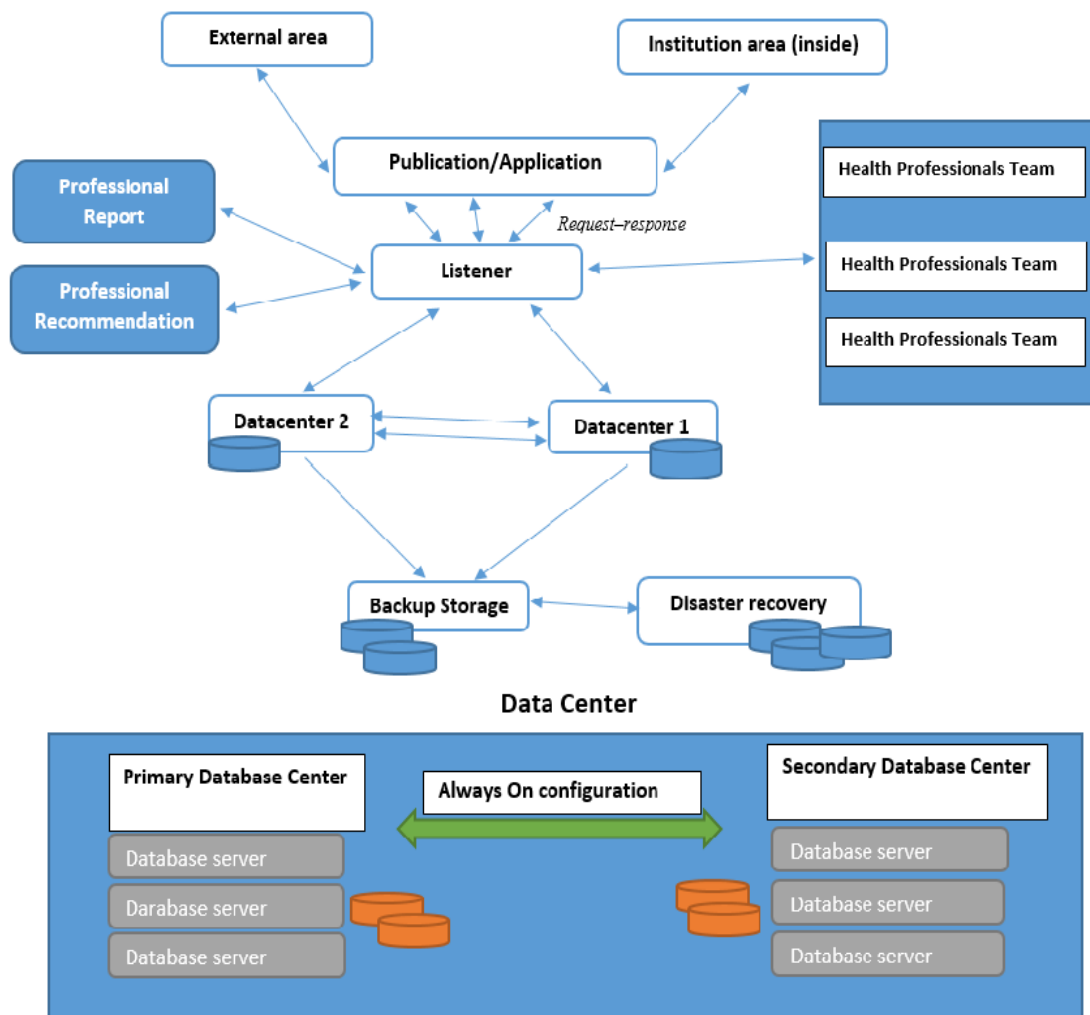 External area
Institution area (inside)
Publication/Application
Health Professionals Team
Professional
Report
Request–response
Listener
Health Professionals Team
Professional
Recommendation
Health Professionals Team
Datacenter 2
Datacenter 1
Backup Storage
Disaster recovery
Data Center
Primary Database Center
Always On configuration
Secondary Database Center
Database server
Database server
Darabase server
Database server
Database server
Database server